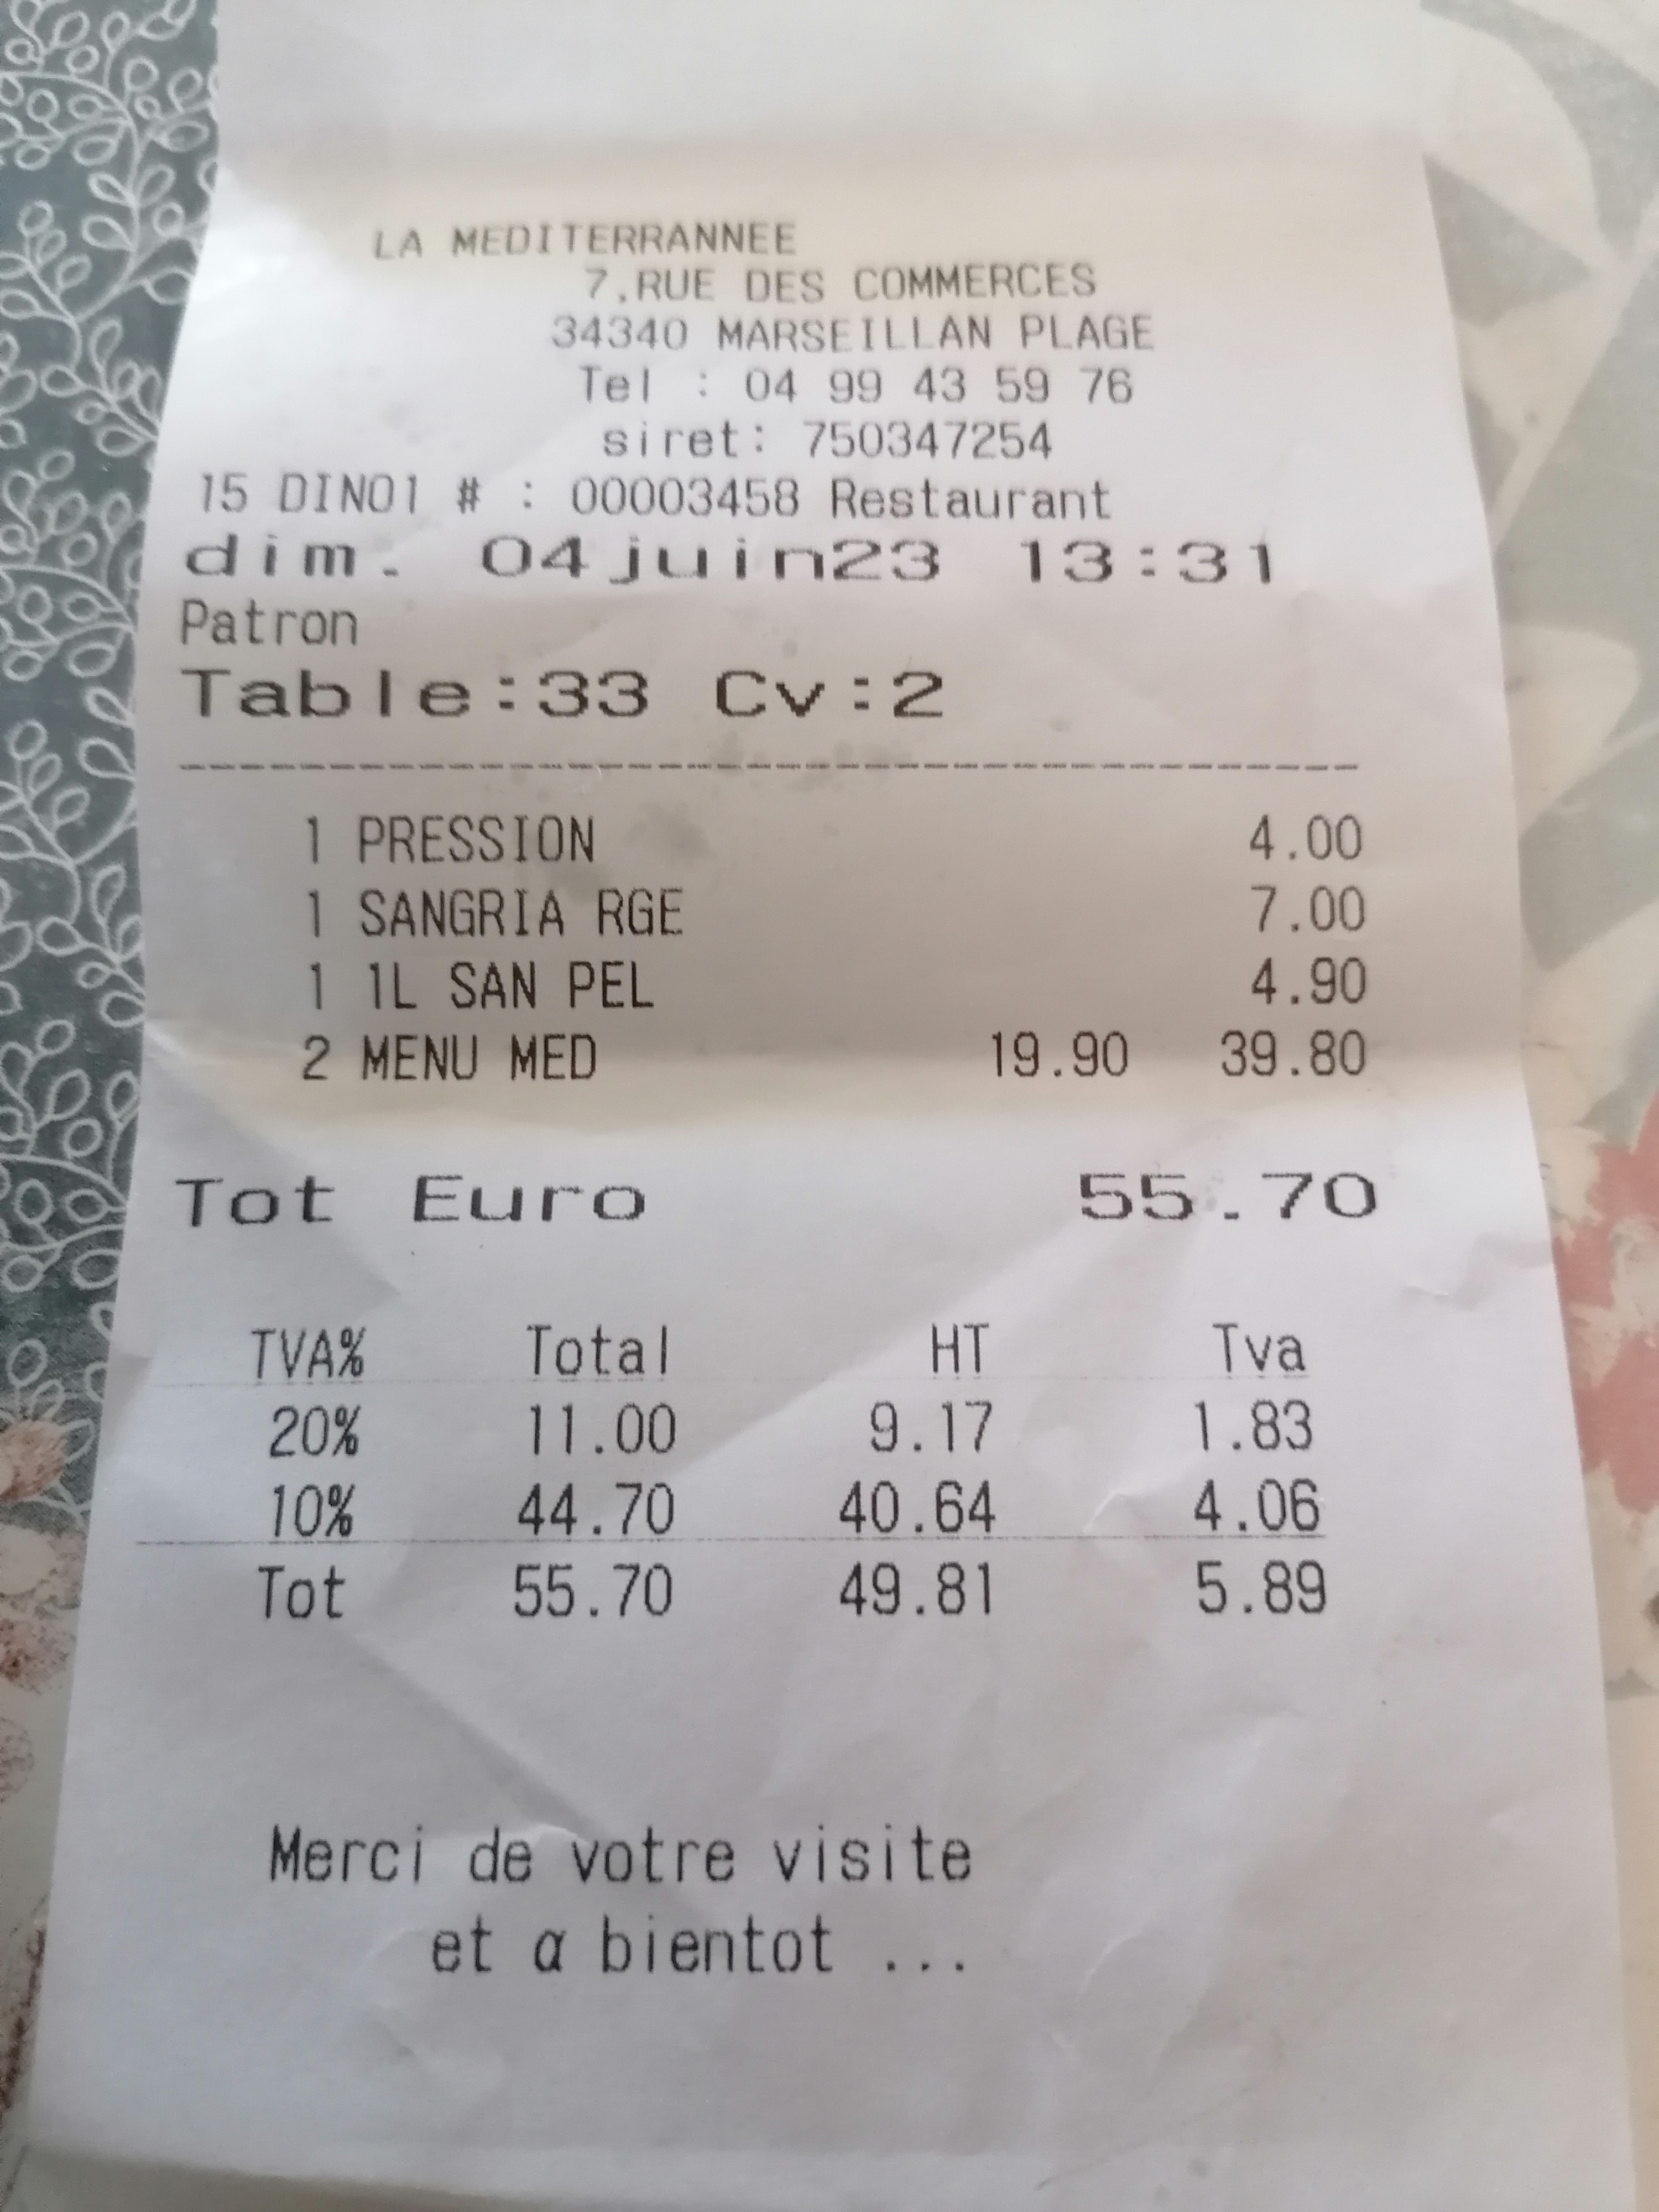 LA MEDITERRANNEE
7,RUE DES COMMERCES
34340 MARSEILLAN PLAGE
Tel : 04 99 43 59 76
siret: 750347254
15 DINO1 # : 00003458 Restaurant
dim. 04juin23 13:31
Patron
Table:33 Cv:2
1 PRESSION 4.00
1 SANGRIA RGE 7.00
1 1L SAN PEL 4.90
2 MENU MED 19.90 39.80
Tot Euro 55.70
TVA% Total HT Tva
20% 11.00 9.17 1.83
10% 44.70 40.64 4.06
Tot 55.70 49.81 5.89
Merci de votre visite
et α bientot ...